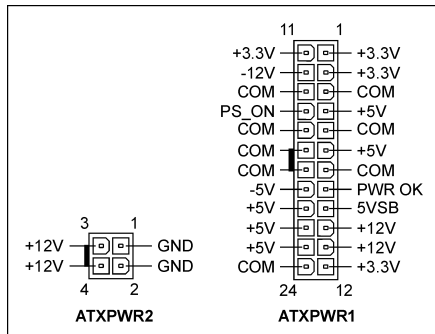 11 1
+3.3V +3.3V
-12V +3.3V
COM COM
PS_ON +5V
COM COM
COM +5V
COM COM
-5V PWR OK
+5V 5VSB
+5V +12V
+5V +12V
COM +3.3V
24 12
ATXPWR1
3 1
+12V GND
+12V GND
4 2
ATXPWR2